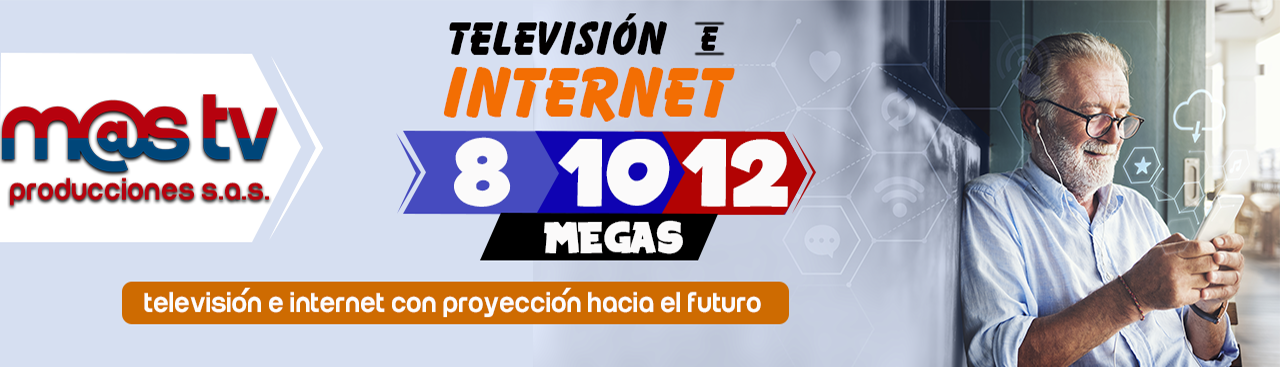 m@s tv
producciones s.a.s.
TELEVISIÓN E
INTERNET
8 10 12
MEGAS
televisión e internet con proyección hacia el futuro